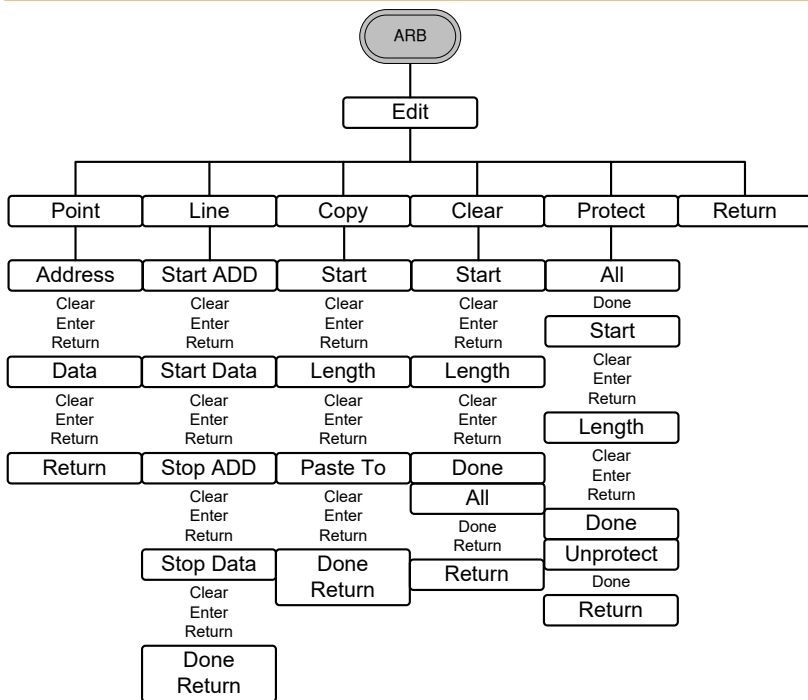 ARB
Edit
Point
Line
Copy
Clear
Protect
Return
Address
Clear
Enter
Return
Data
Clear
Enter
Return
Return
Start ADD
Clear
Enter
Return
Start Data
Clear
Enter
Return
Stop ADD
Clear
Enter
Return
Stop Data
Clear
Enter
Return
Done
Return
Start
Clear
Enter
Return
Length
Clear
Enter
Return
Paste To
Clear
Enter
Return
Done
Return
Start
Clear
Enter
Return
Length
Clear
Enter
Return
Done
All
Done
Return
Return
All
Done
Start
Clear
Enter
Return
Length
Clear
Enter
Return
Done
Unprotect
Done
Return